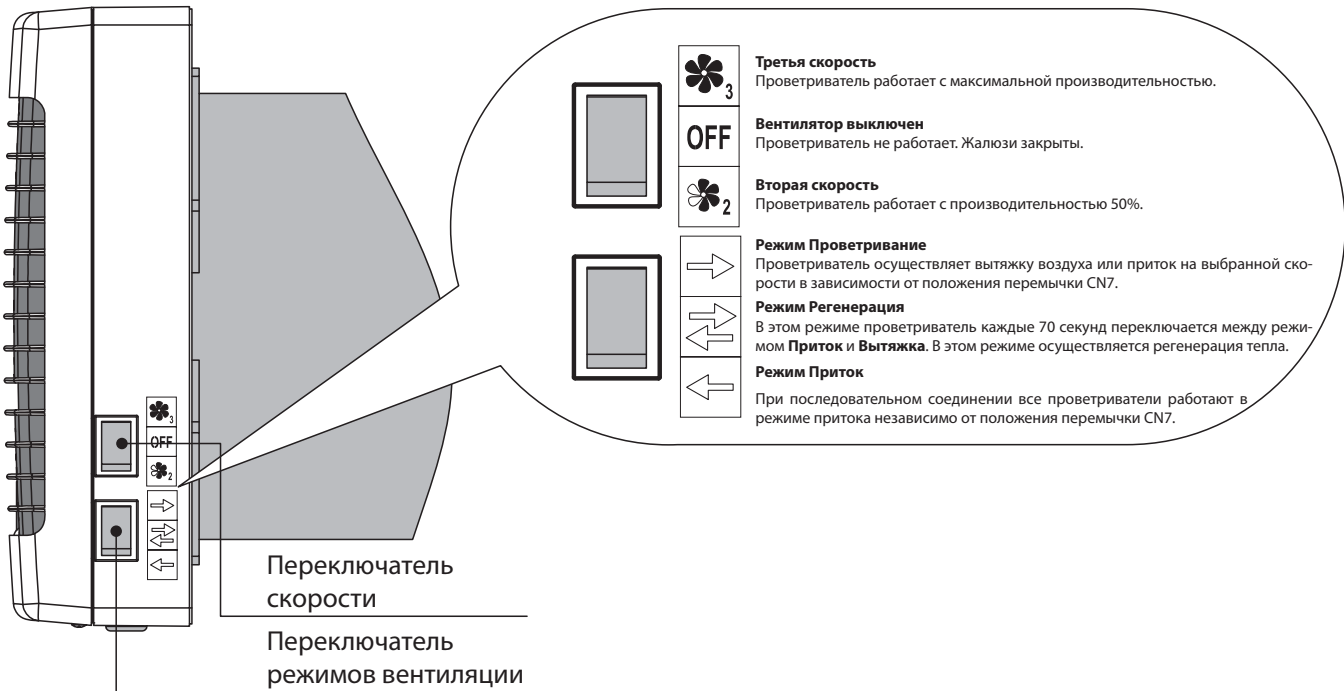 3
Третья скорость
Проветриватель работает с максимальной производительностью.
OFF
Вентилятор выключен
Проветриватель не работает. Жалюзи закрыты.
2
Вторая скорость
Проветриватель работает с производительностью 50%.
Режим Проветривание
Проветриватель осуществляет вытяжку воздуха или приток на выбранной ско-
рости в зависимости от положения перемычки CN7.
Режим Регенерация
В этом режиме проветриватель каждые 70 секунд переключается между режи-
мом Приток и Вытяжка. В этом режиме осуществляется регенерация тепла.
Режим Приток
При последовательном соединении все проветриватели работают в
режиме притока независимо от положения перемычки CN7.
3
OFF
2
Переключатель
скорости
Переключатель
режимов вентиляции